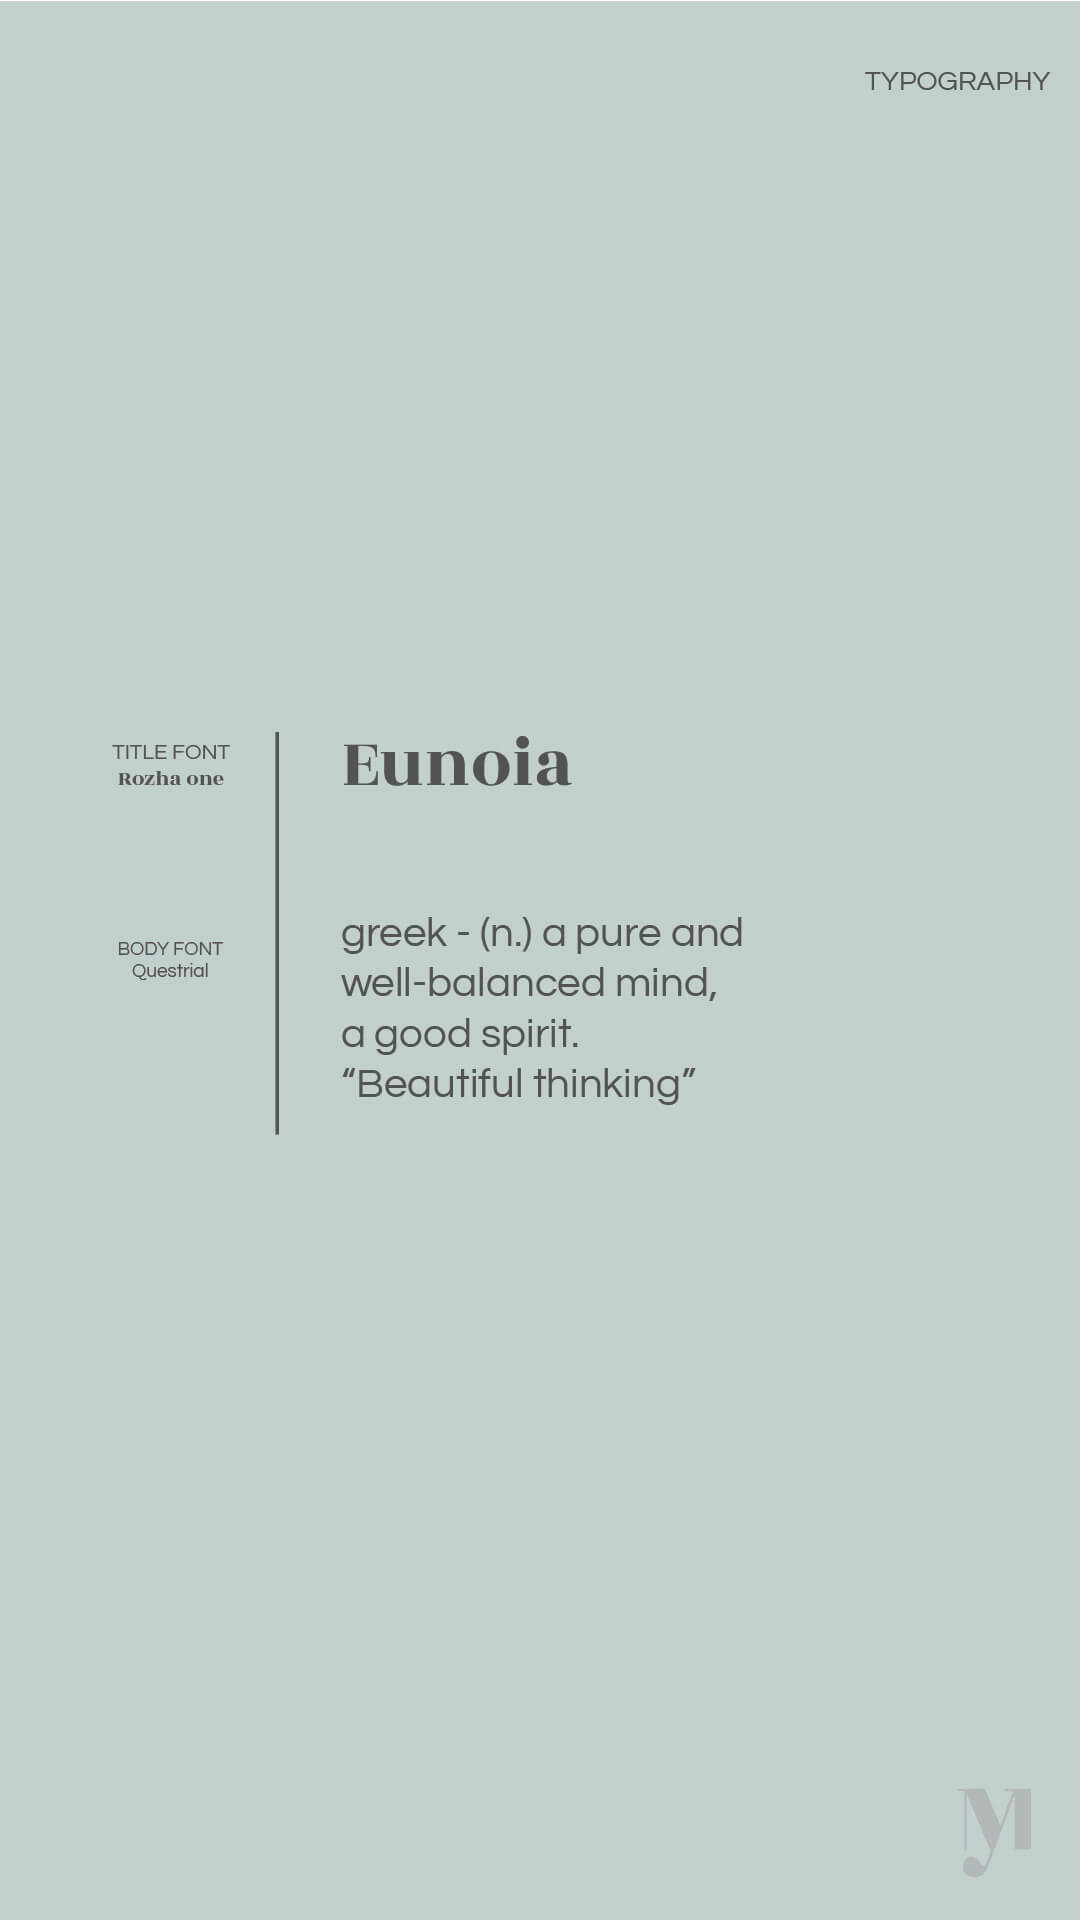 TYPOGRAPHY
TITLE FONT
Rozha one
Eunoia
BODY FONT
Questrial
greek - (n.) a pure and
well-balanced mind,
a good spirit.
“Beautiful thinking”
My